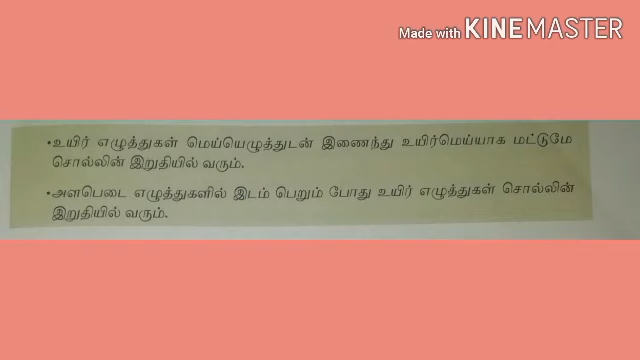 Made with KINEMASTER
•உயிர் எழுத்துகள் மெய்யெழுத்துடன் இணைந்து உயிர்மெய்யாக மட்டுமே
சொல்லின் இறுதியில் வரும்.
•அளபெடை எழுத்துகளில் இடம் பெறும் போது உயிர் எழுத்துகள் சொல்லின்
இறுதியில் வரும்.